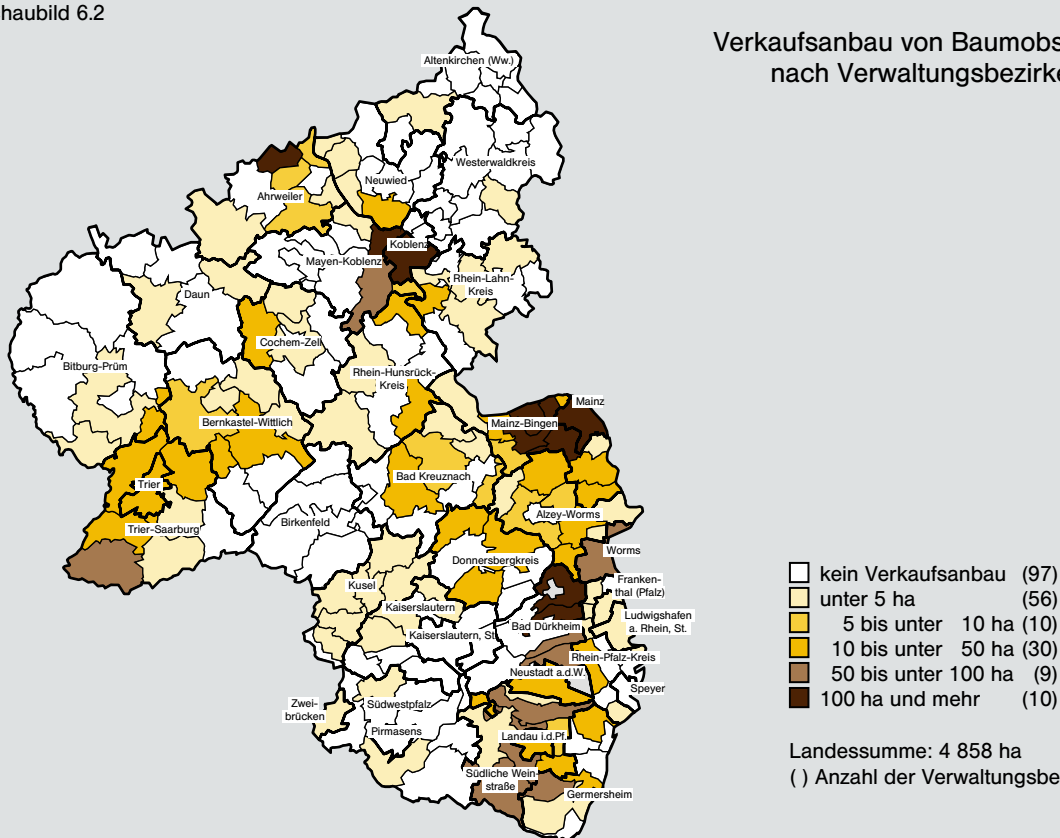 haubild 6.2
Verkaufsanbau von Baumobs
nach Verwaltungsbezirke
Altenkirchen (Ww.)
Westerwaldkreis
Neuwied
Ahrweiler
Koblenz
Mayen-Koblenz
Rhein-Lahn-
Kreis
Daun
Cochem-Zell
Bitburg-Prüm
Rhein-Hunsrück-
Kreis
Mainz
Bernkastel-Wittlich
Mainz-Bingen
Bad Kreuznach
Trier
Alzey-Worms
Birkenfeld
Trier-Saarburg
Worms
Donnersbergkreis
Kusel
Franken-
thal (Pfalz)
Kaiserslautern
Ludwigshafen
a. Rhein, St.
Bad Dürkheim
Kaiserslautern, St.
Rhein-Pfalz-Kreis
Neustadt a.d.W.
Speyer
Zwei-
brücken
Südwestpfalz
Pirmasens
Landau i.d.Pf.
Südliche Wein-
straße
Germersheim
kein Verkaufsanbau (97)
unter 5 ha (56)
5 bis unter 10 ha (10)
10 bis unter 50 ha (30)
50 bis unter 100 ha (9)
100 ha und mehr (10)
Landessumme: 4 858 ha
( ) Anzahl der Verwaltungsbe